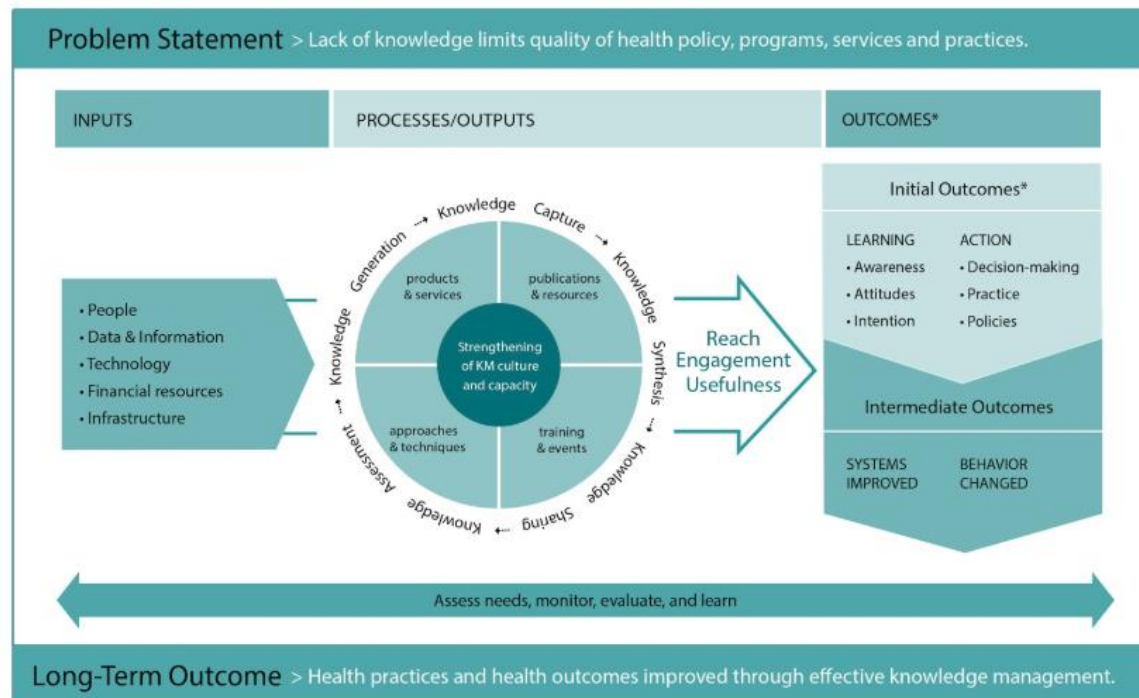 Problem Statement > Lack of knowledge limits quality of health policy, programs, services and practices.
INPUTS
PROCESSES/OUTPUTS
OUTCOMES*
• People
• Data & Information
• Technology
• Financial resources
• Infrastructure
Knowledge Assessment → Knowledge Generation → Knowledge Capture → Knowledge Synthesis → Knowledge Sharing →
products
& services
publications
& resources
Strengthening
of KM culture
and capacity
approaches
& techniques
training
& events
Reach
Engagement
Usefulness
Initial Outcomes*
LEARNING
• Awareness
• Attitudes
• Intention
ACTION
• Decision-making
• Practice
• Policies
Intermediate Outcomes
SYSTEMS
IMPROVED
BEHAVIOR
CHANGED
Assess needs, monitor, evaluate, and learn
Long-Term Outcome > Health practices and health outcomes improved through effective knowledge management.